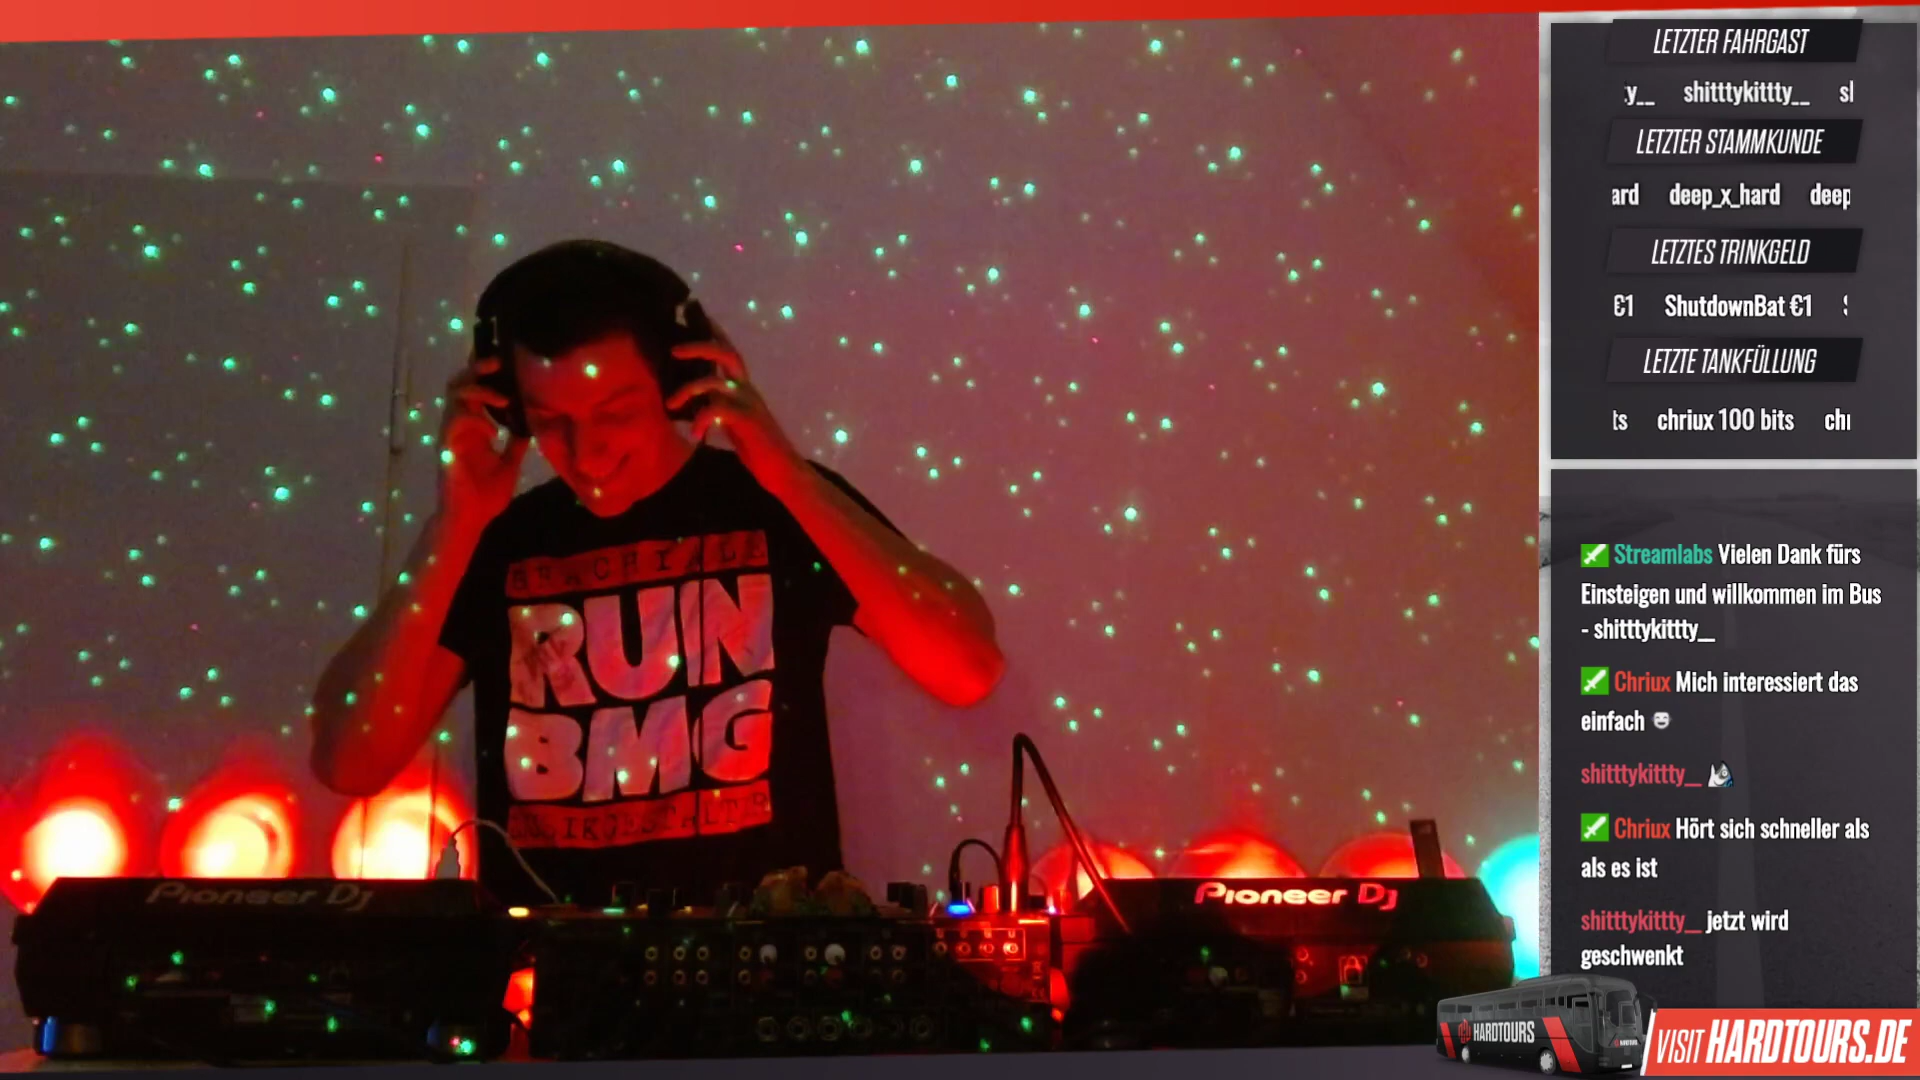 LETZTER FAHRGAST
shitttykittty__
LETZTER STAMMKUNDE
ard deep_x_hard deep
LETZTES TRINKGELD
€1 ShutdownBat €1
LETZTE TANKFÜLLUNG
ts chriux 100 bits
Streamlabs Vielen Dank fürs
Einsteigen und willkommen im Bus
- shitttykittty__
Chriux Mich interessiert das
einfach
shitttykittty__
Chriux Hört sich schneller als
als es ist
shitttykittty__ jetzt wird
geschwenkt
RUN
BMG
Pioneer Dj
Pioneer Dj
HARDTOURS
VISIT HARDTOURS.DE